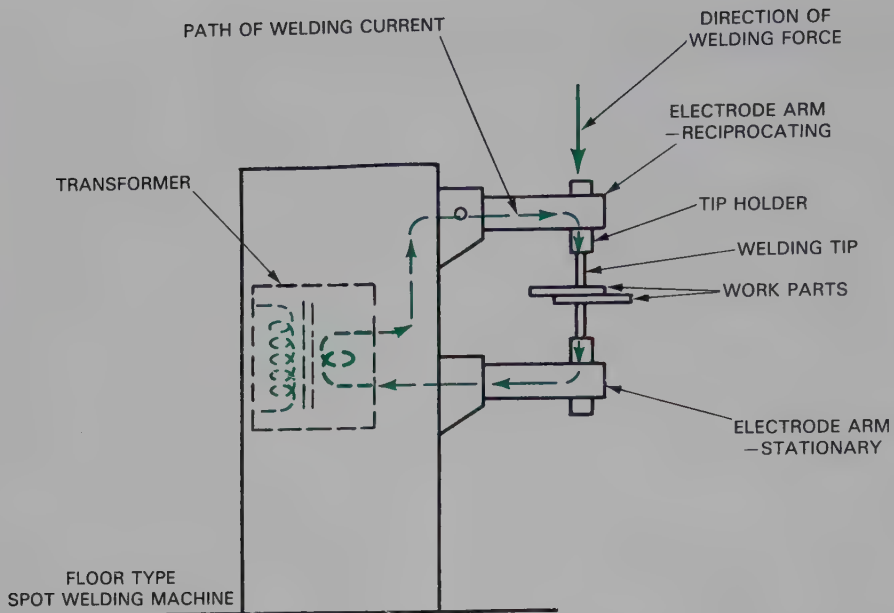 PATH OF WELDING CURRENT
DIRECTION OF
WELDING FORCE
ELECTRODE ARM
—RECIPROCATING
TRANSFORMER
TIP HOLDER
WELDING TIP
WORK PARTS
ELECTRODE ARM
—STATIONARY
FLOOR TYPE
SPOT WELDING MACHINE